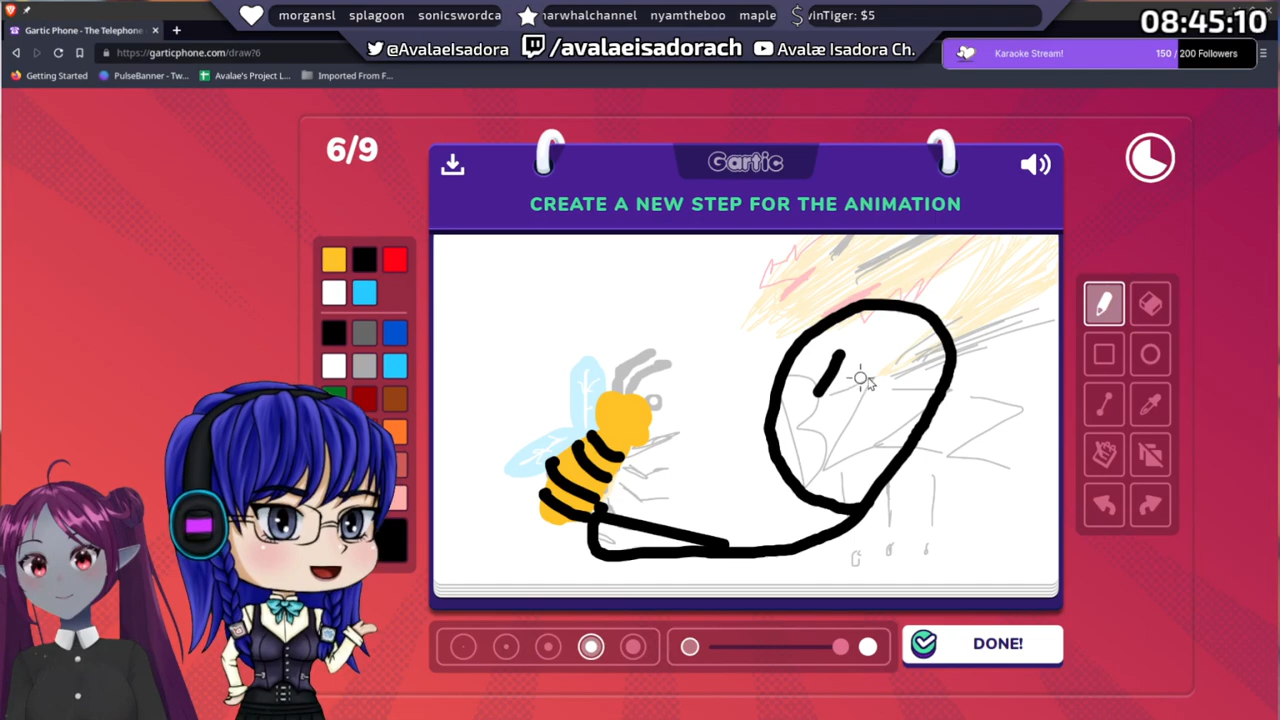 morgansl splagoon sonicswordca
narwhalchannel nyamtheboo maple
vinTiger: $5
08:45:10
Gartic Phone - The Telephone
@AvalaeIsadora
/avalaeisadorach
Avalæ Isadora Ch.
https://garticphone.com/draw?6
Karaoke Stream!
150 / 200 Followers
Getting Started
PulseBanner - Tw...
Avalae's Project L...
Imported From F...
6/9
Gartic
CREATE A NEW STEP FOR THE ANIMATION
DONE!